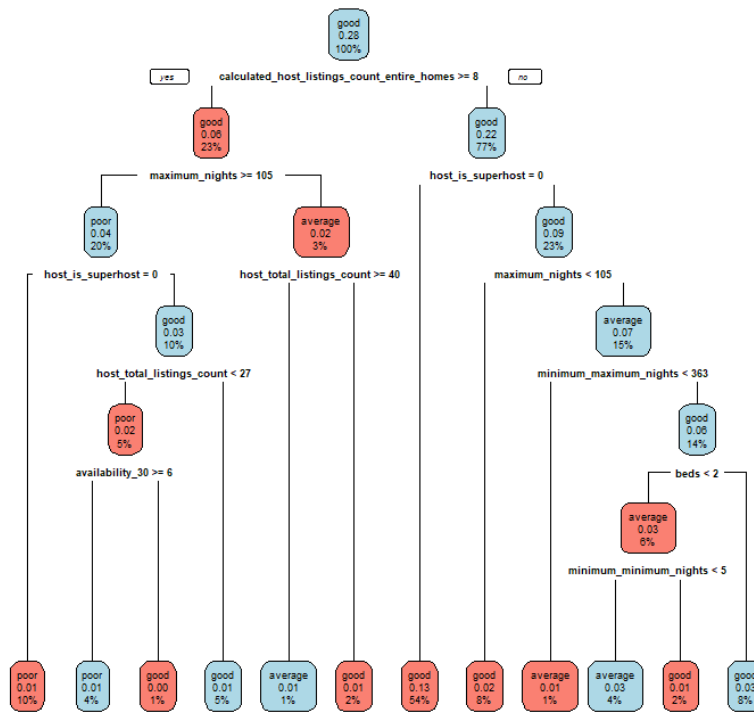 good
0.28
100%
yes
calculated_host_listings_count_entire_homes >= 8
no
good
0.06
23%
good
0.22
77%
maximum_nights >= 105
host_is_superhost = 0
poor
0.04
20%
average
0.02
3%
good
0.09
23%
host_is_superhost = 0
host_total_listings_count >= 40
maximum_nights < 105
good
0.03
10%
average
0.07
15%
host_total_listings_count < 27
minimum_maximum_nights < 363
poor
0.02
5%
good
0.06
14%
availability_30 >= 6
beds < 2
average
0.03
6%
minimum_minimum_nights < 5
poor
0.01
10%
poor
0.01
4%
good
0.00
1%
good
0.01
5%
average
0.01
1%
good
0.01
2%
good
0.13
54%
good
0.02
8%
average
0.01
1%
average
0.03
4%
good
0.01
2%
good
0.03
8%